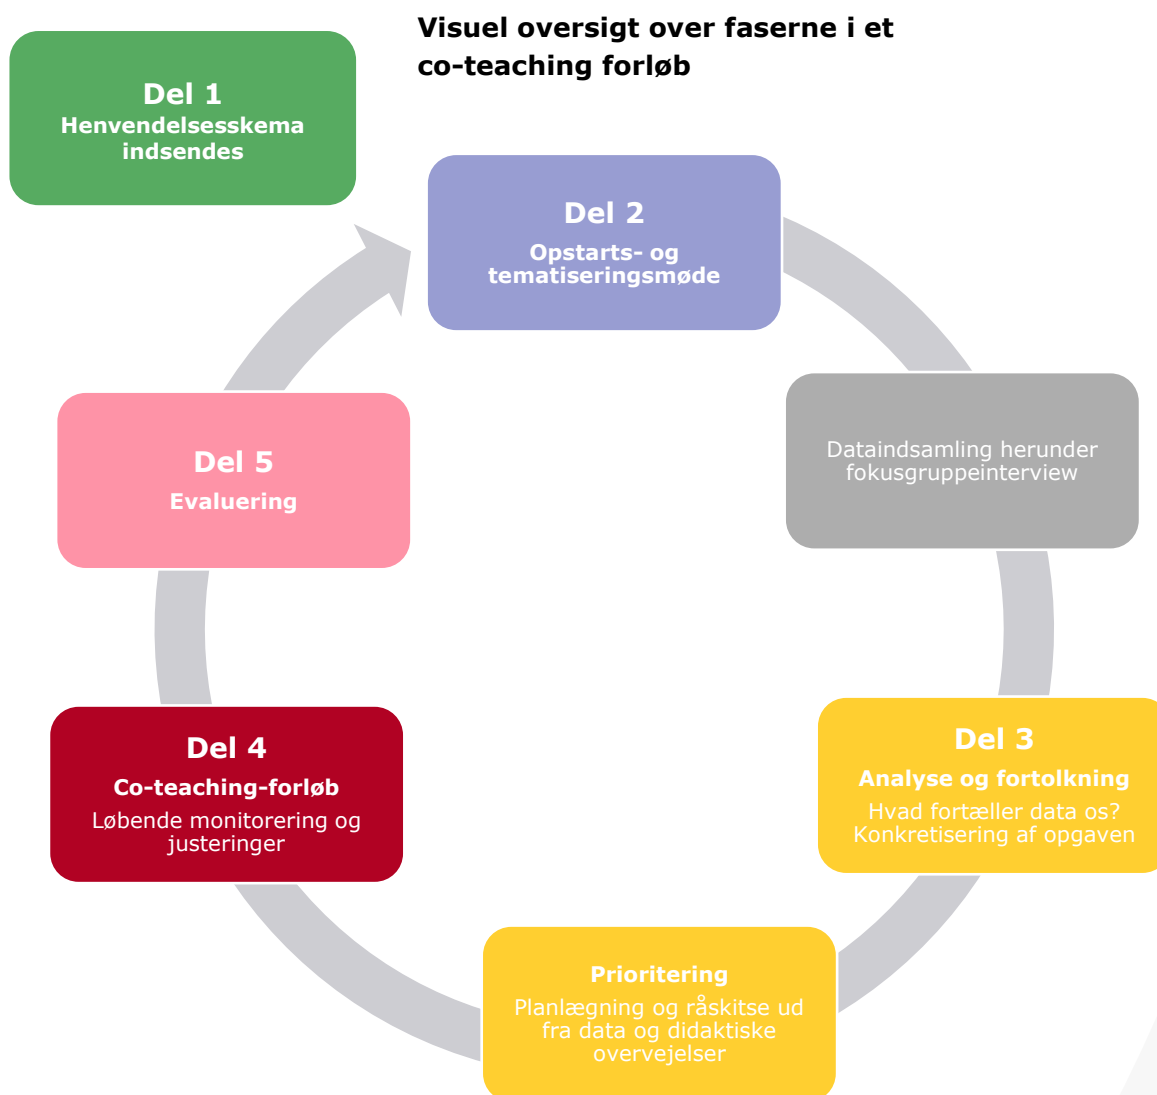 Visuel oversigt over faserne i et
co-teaching forløb
Del 1
Henvendelsesskema
indsendes
Del 2
Opstarts- og
tematiseringsmøde
Dataindsamling herunder
fokusgruppeinterview
Del 3
Analyse og fortolkning
Hvad fortæller data os?
Konkretisering af opgaven
Prioritering
Planlægning og råskitse ud
fra data og didaktiske
overvejelser
Del 4
Co-teaching-forløb
Løbende monitorering og
justeringer
Del 5
Evaluering